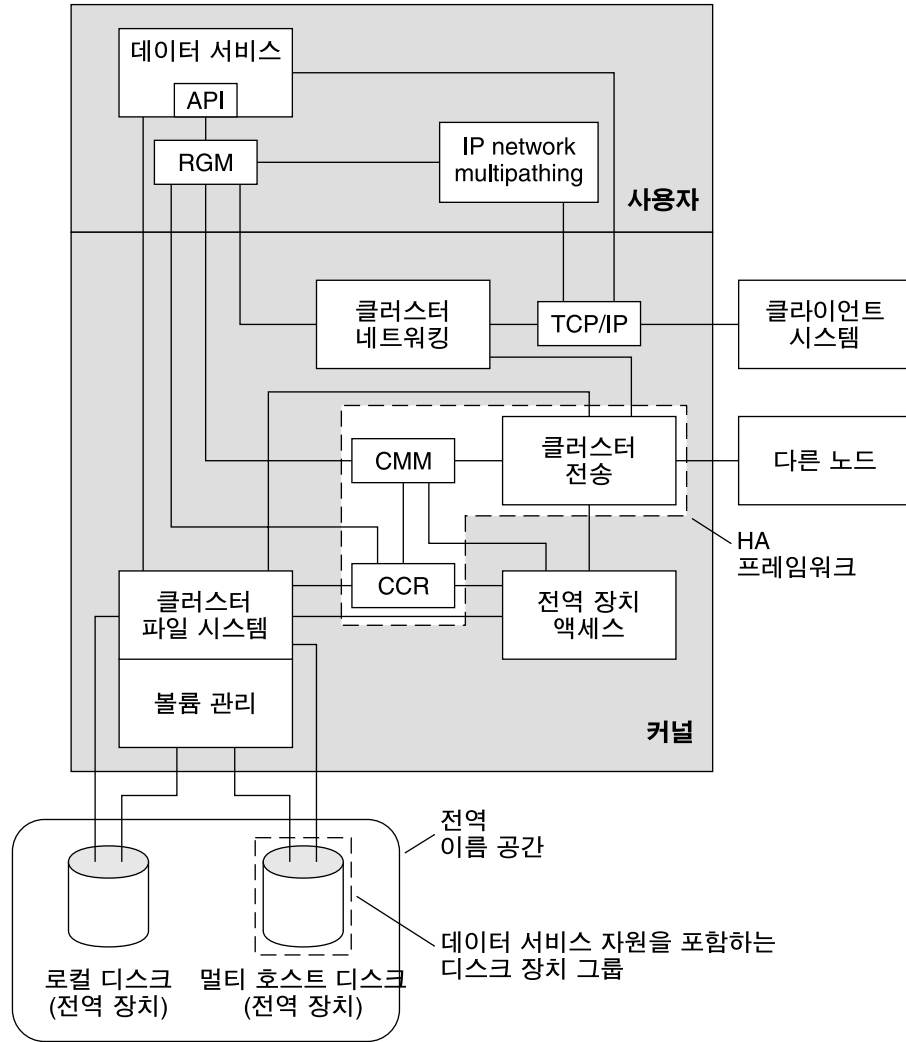 데이터 서비스
API
RGM
IP network
multipathing
사용자
클러스터
네트워킹
TCP/IP
클라이언트
시스템
CMM
클러스터
전송
다른 노드
HA
프레임워크
CCR
클러스터
파일 시스템
전역 장치
액세스
볼륨 관리
커널
전역
이름 공간
데이터 서비스 자원을 포함하는
디스크 장치 그룹
로컬 디스크
(전역 장치)
멀티 호스트 디스크
(전역 장치)